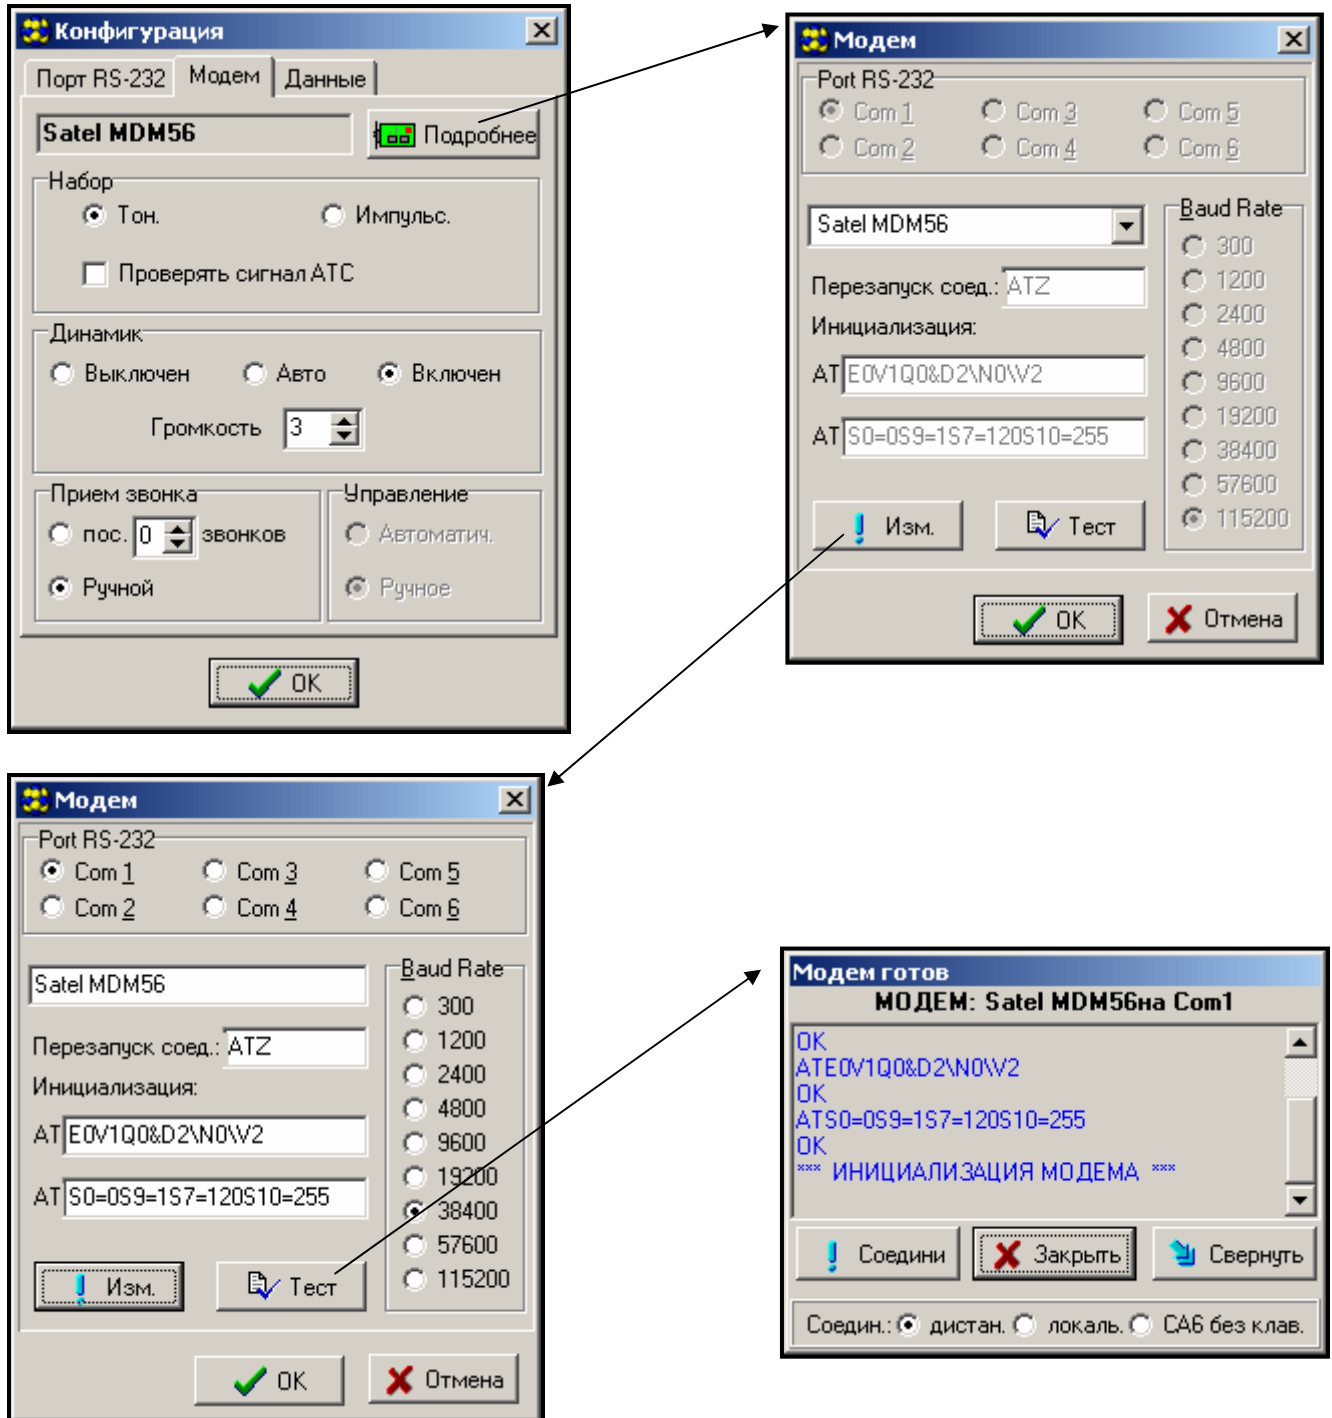 Конфигурация
Порт RS-232 Модем Данные
Satel MDM56 Подробнее
Набор
Тон. Импульс.
Проверять сигнал АТС
Динамик
Выключен Авто Включен
Громкость 3
Прием звонка Управление
пос. 0 звонков Автоматич.
Ручной Ручное
OK
Модем
Port RS-232
Com 1 Com 3 Com 5
Com 2 Com 4 Com 6
Satel MDM56
Перезапуск соед.: ATZ
Инициализация:
AT E0V1Q0&D2\N0\V2
AT S0=0S9=1S7=120S10=255
Baud Rate
300
1200
2400
4800
9600
19200
38400
57600
115200
Изм. Тест
OK Отмена
Модем
Port RS-232
Com 1 Com 3 Com 5
Com 2 Com 4 Com 6
Satel MDM56
Перезапуск соед.: ATZ
Инициализация:
AT E0V1Q0&D2\N0\V2
AT S0=0S9=1S7=120S10=255
Baud Rate
300
1200
2400
4800
9600
19200
38400
57600
115200
Изм. Тест
OK Отмена
Модем готов
МОДЕМ: Satel MDM56на Com1
OK
ATE0V1Q0&D2\N0\V2
OK
ATS0=0S9=1S7=120S10=255
OK
*** ИНИЦИАЛИЗАЦИЯ МОДЕМА ***
Соедини Закрыть Свернуть
Соедин.: дистан. локаль. CA6 без клав.